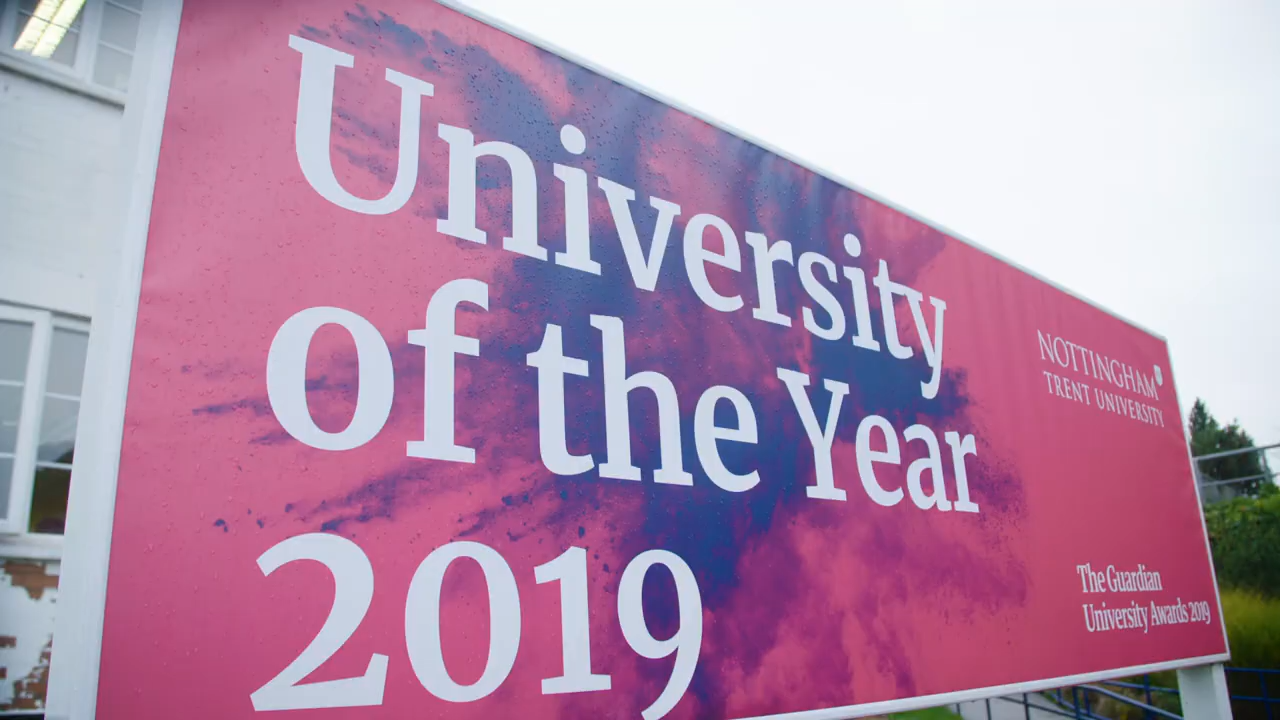 University
of the Year
2019
NOTTINGHAM
TRENT UNIVERSITY
The Guardian
University Awards 2019